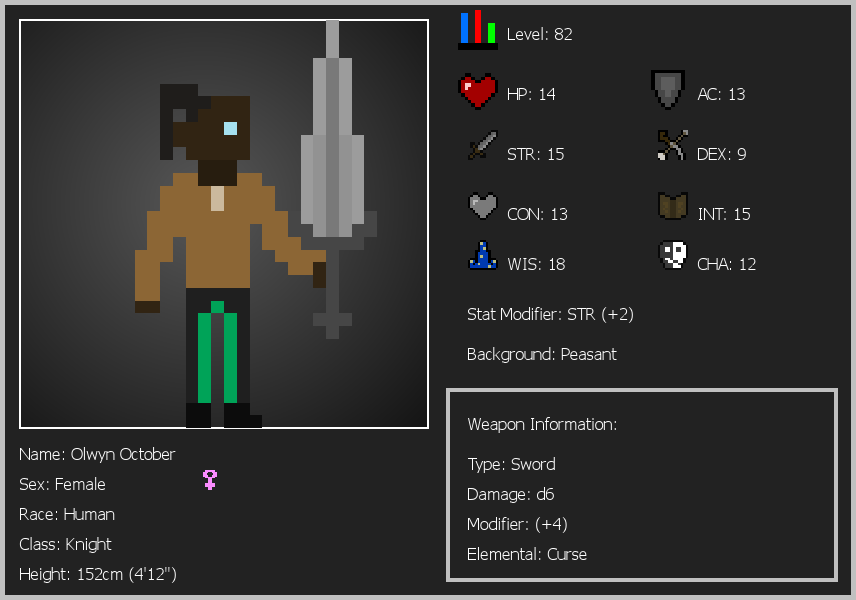 Level: 82
HP: 14
AC: 13
STR: 15
DEX: 9
CON: 13
INT: 15
WIS: 18
CHA: 12
Stat Modifier: STR (+2)
Background: Peasant
Weapon Information:
Type: Sword
Damage: d6
Modifier: (+4)
Elemental: Curse
Name: Olwyn October
Sex: Female
Race: Human
Class: Knight
Height: 152cm (4'12")